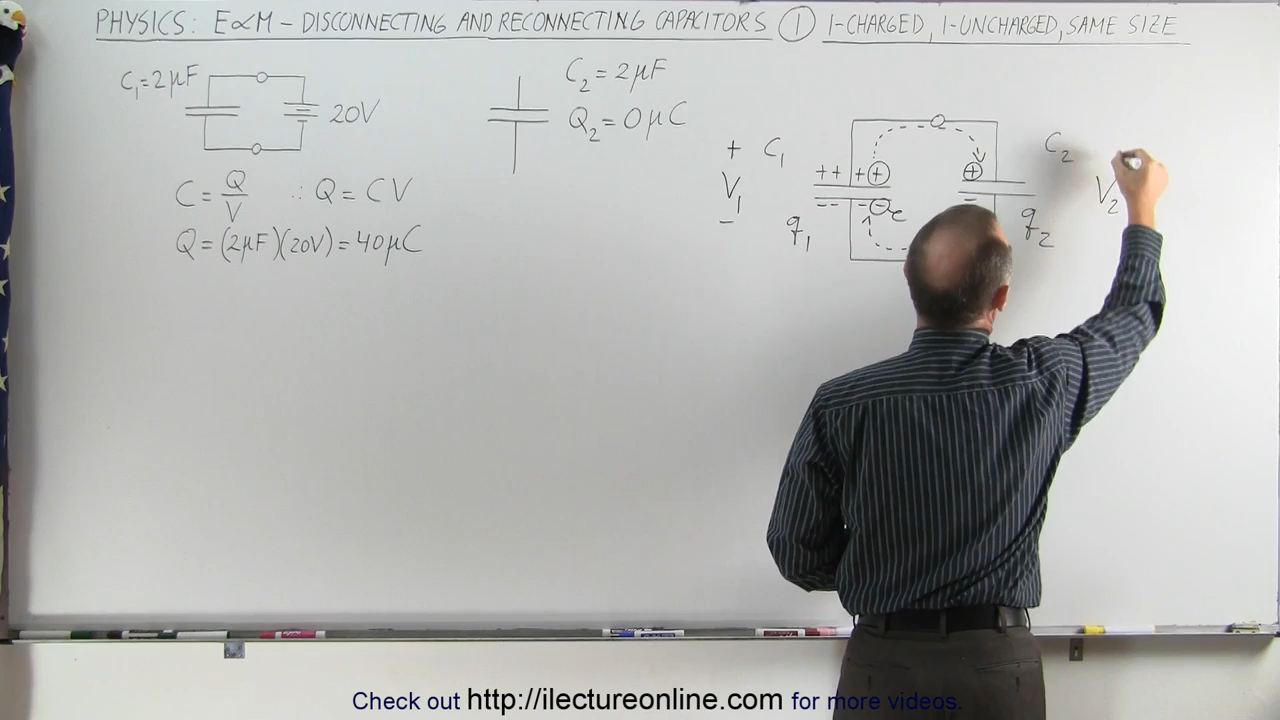 PHYSICS: E∝M - DISCONNECTING AND RECONNECTING CAPACITORS ① 1-CHARGED, 1-UNCHARGED, SAME SIZE
C₁=2μF
20V
C = Q/V ∴ Q = CV
Q = (2μF)(20V) = 40μC
C₂ = 2μF
Q₂ = 0μC
+ C₁
V₁
-
++ +⊕
-- -⊖ e
q₁
⊕
-
C₂
V₂
q₂
Check out http://ilectureonline.com for more videos.